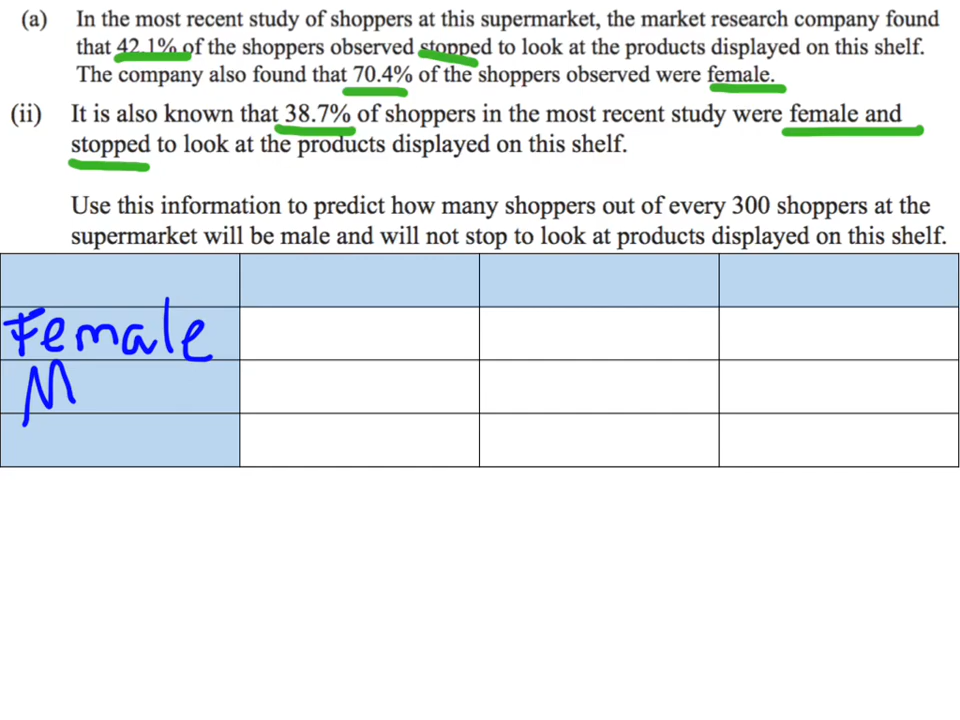 (a) In the most recent study of shoppers at this supermarket, the market research company found
that 42.1% of the shoppers observed stopped to look at the products displayed on this shelf.
The company also found that 70.4% of the shoppers observed were female.
(ii) It is also known that 38.7% of shoppers in the most recent study were female and
stopped to look at the products displayed on this shelf.
Use this information to predict how many shoppers out of every 300 shoppers at the
supermarket will be male and will not stop to look at products displayed on this shelf.
Female
M